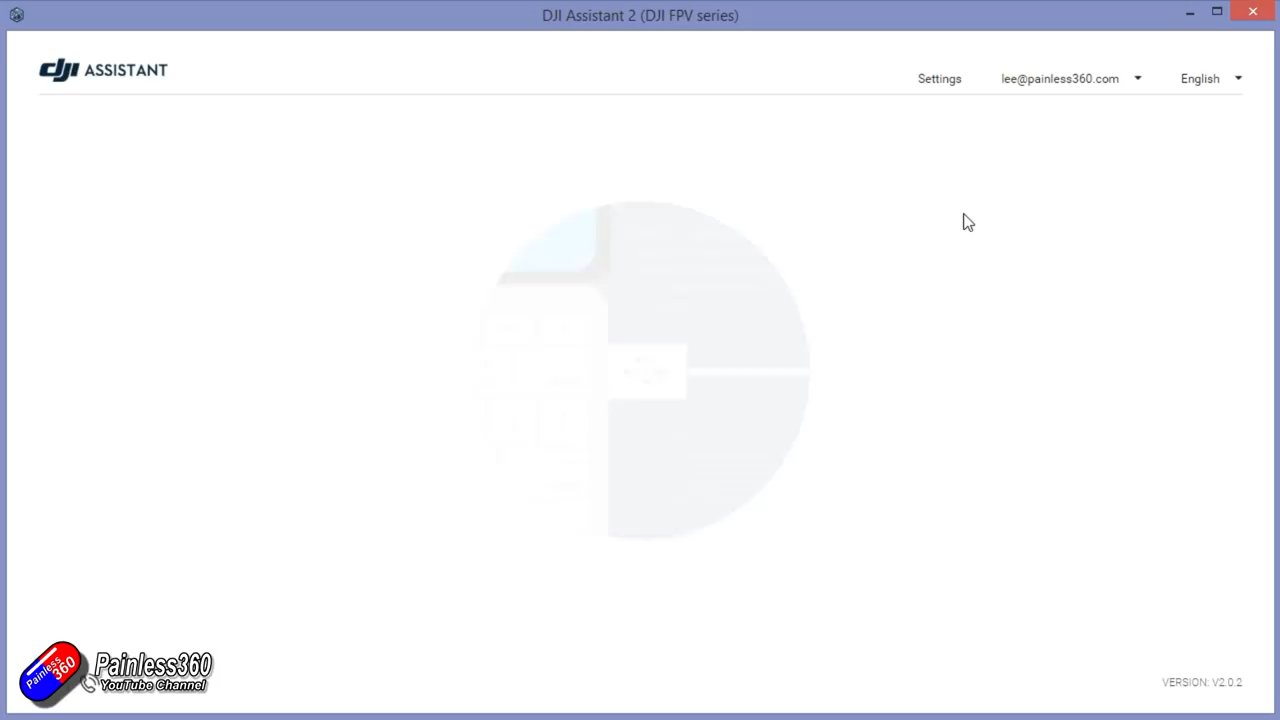 DJI Assistant 2 (DJI FPV series)
dji ASSISTANT
Settings
lee@painless360.com
English
Painless
360
Painless360
YouTube Channel
VERSION: V2.0.2